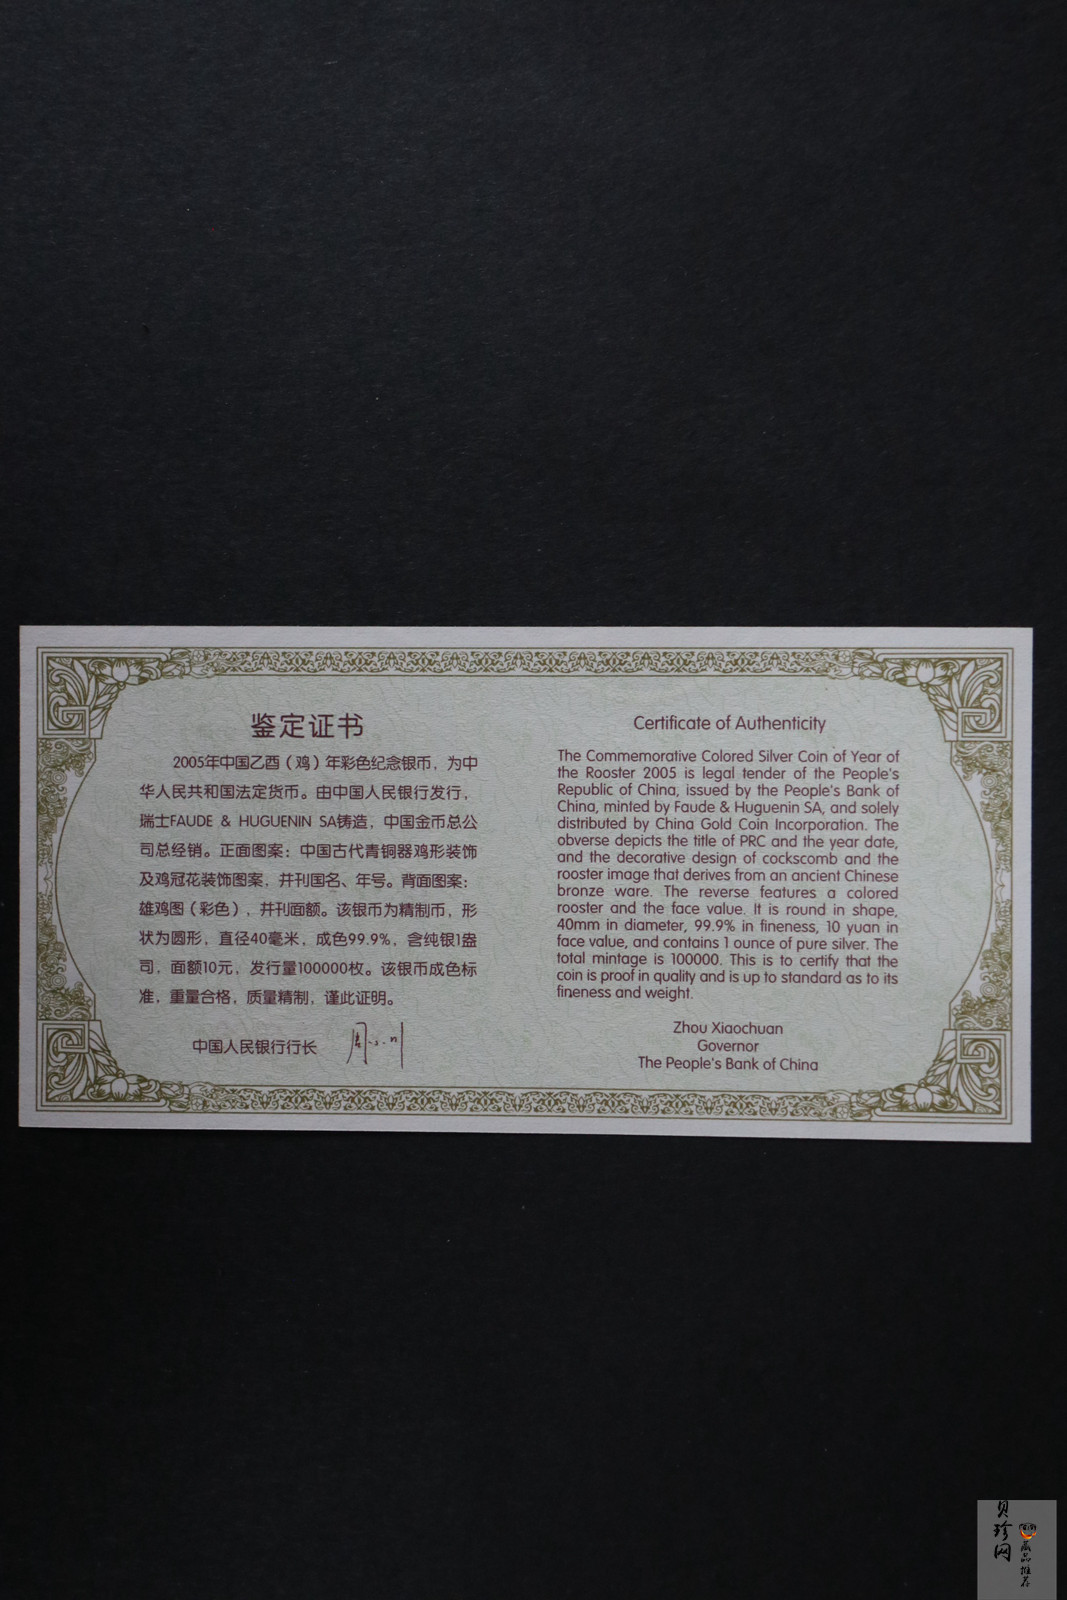 鉴定证书
2005年中国乙酉（鸡）年彩色纪念银币，为中
华人民共和国法定货币。由中国人民银行发行，
瑞士FAUDE & HUGUENIN SA铸造，中国金币总公
司总经销。正面图案：中国古代青铜器鸡形装饰
及鸡冠花装饰图案，并刊国名、年号。背面图案：
雄鸡图（彩色），并刊面额。该银币为精制币，形
状为圆形，直径40毫米，成色99.9%，含纯银1盎
司，面额10元，发行量100000枚。该银币成色标
准，重量合格，质量精制，谨此证明。
中国人民银行行长
Certificate of Authenticity
The Commemorative Colored Silver Coin of Year of
the Rooster 2005 is legal tender of the People's
Republic of China, issued by the People's Bank of
China, minted by Faude & Huguenin SA, and solely
distributed by China Gold Coin Incorporation. The
obverse depicts the title of PRC and the year date,
and the decorative design of cockscomb and the
rooster image that derives from an ancient Chinese
bronze ware. The reverse features a colored
rooster and the face value. It is round in shape,
40mm in diameter, 99.9% in fineness, 10 yuan in
face value, and contains 1 ounce of pure silver. The
total mintage is 100000. This is to certify that the
coin is proof in quality and is up to standard as to its
fineness and weight.
Zhou Xiaochuan
Governor
The People's Bank of China
贝珍网
藏品推荐